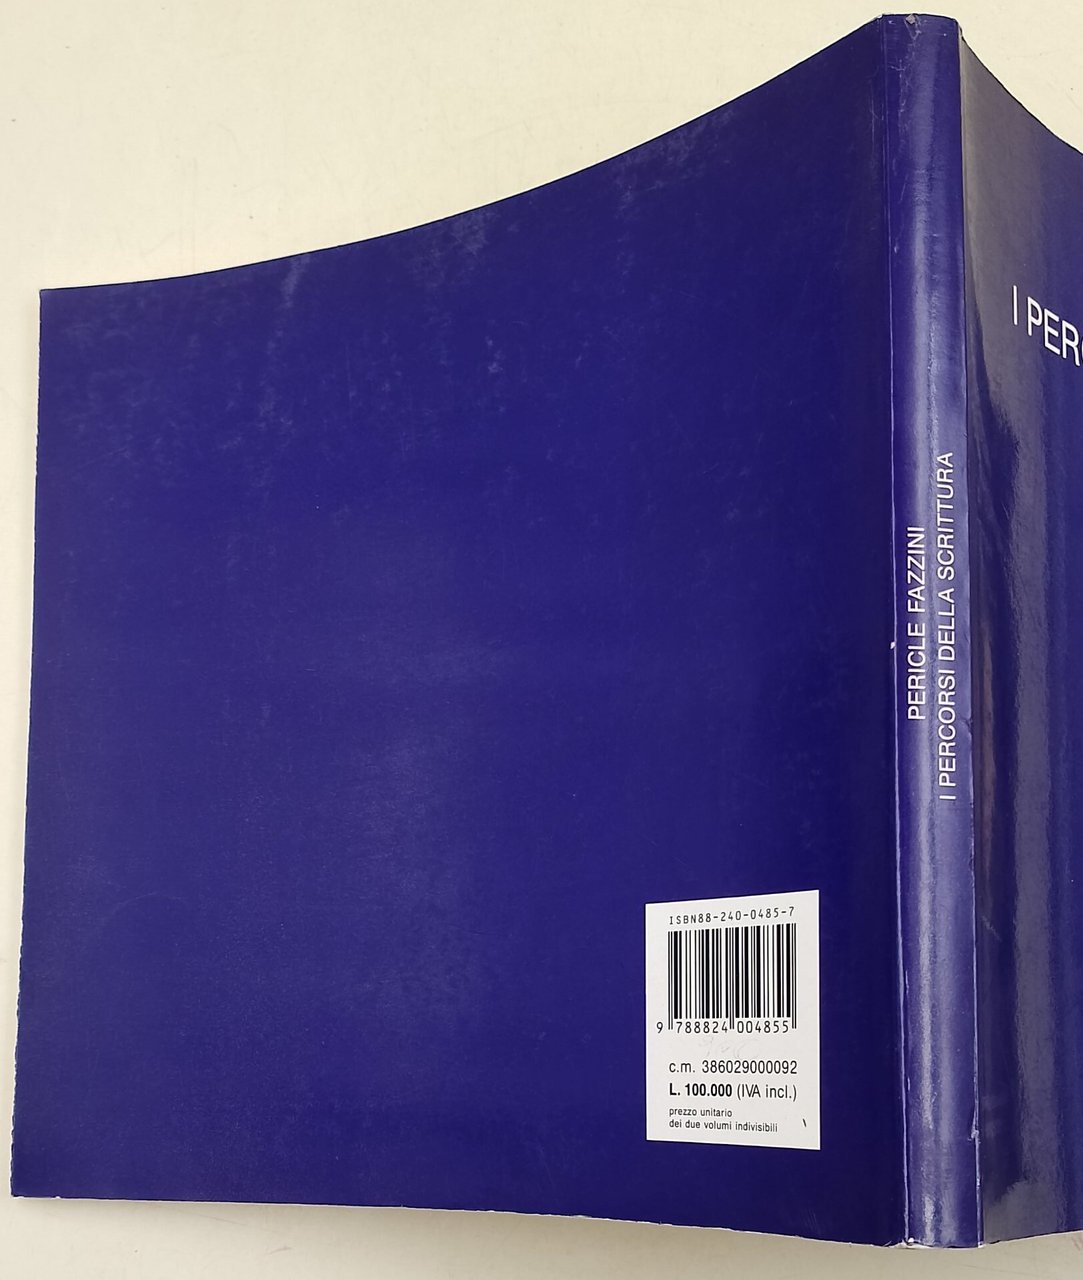 I PER
PERICLE FAZZINI
I PERCORSI DELLA SCRITTURA
ISBN88-240-0485-7
9 788824 004855
c.m. 386029000092
L. 100.000 (IVA incl.)
prezzo unitario
dei due volumi indivisibili